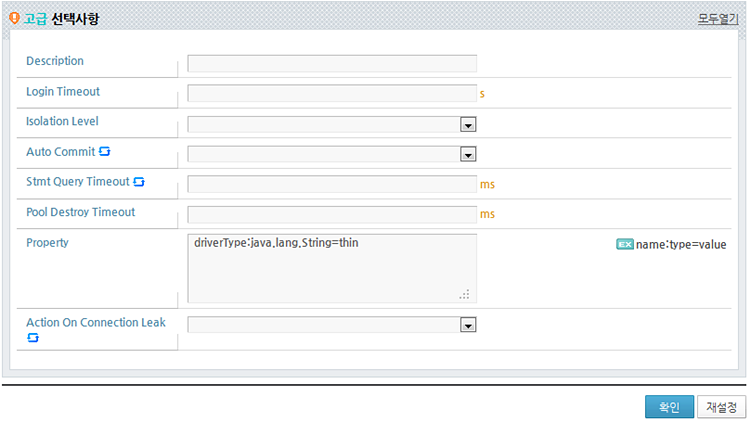 고급 선택사항
모두열기
Description
Login Timeout
s
Isolation Level
Auto Commit
Stmt Query Timeout
ms
Pool Destroy Timeout
ms
Property
driverType:java.lang.String=thin
EX name:type=value
Action On Connection Leak
확인
재설정